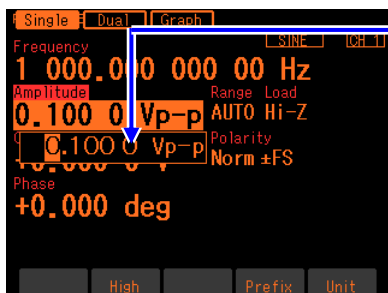 Single Dual Graph
Frequency SINE CH 1
1 000.000 000 00 Hz
Amplitude Range Load
0.100 0 Vp-p AUTO Hi-Z
0.100 0 Vp-p Polarity
Norm ±FS
Phase
+0.000 deg
High Prefix Unit